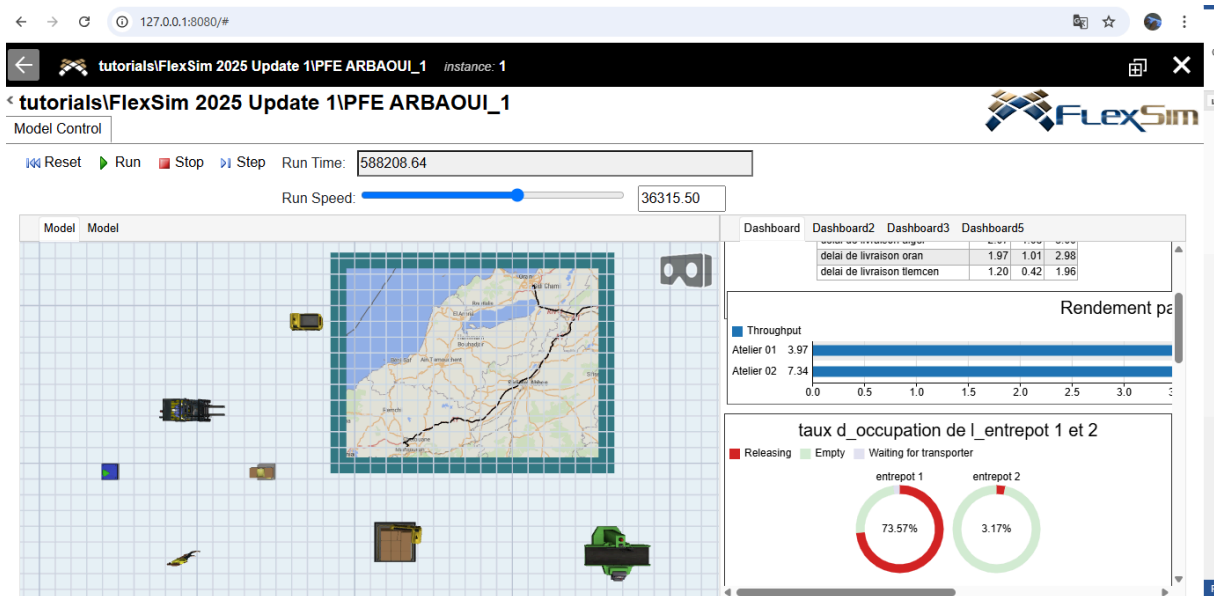 127.0.0.1:8080/#
tutorials\FlexSim 2025 Update 1\PFE ARBAOUI_1 instance: 1
tutorials\FlexSim 2025 Update 1\PFE ARBAOUI_1
FLEXSIM
Model Control
Reset Run Stop Step Run Time: 588208.64
Run Speed: 36315.50
Model Model
Dashboard Dashboard2 Dashboard3 Dashboard5
delai de livraison oran 1.97 1.01 2.98
delai de livraison tlemcen 1.20 0.42 1.96
Rendement pa
Throughput
Atelier 01 3.97
Atelier 02 7.34
0.0 0.5 1.0 1.5 2.0 2.5 3.0
taux d_occupation de l_entrepot 1 et 2
Releasing Empty Waiting for transporter
entrepot 1 entrepot 2
73.57% 3.17%